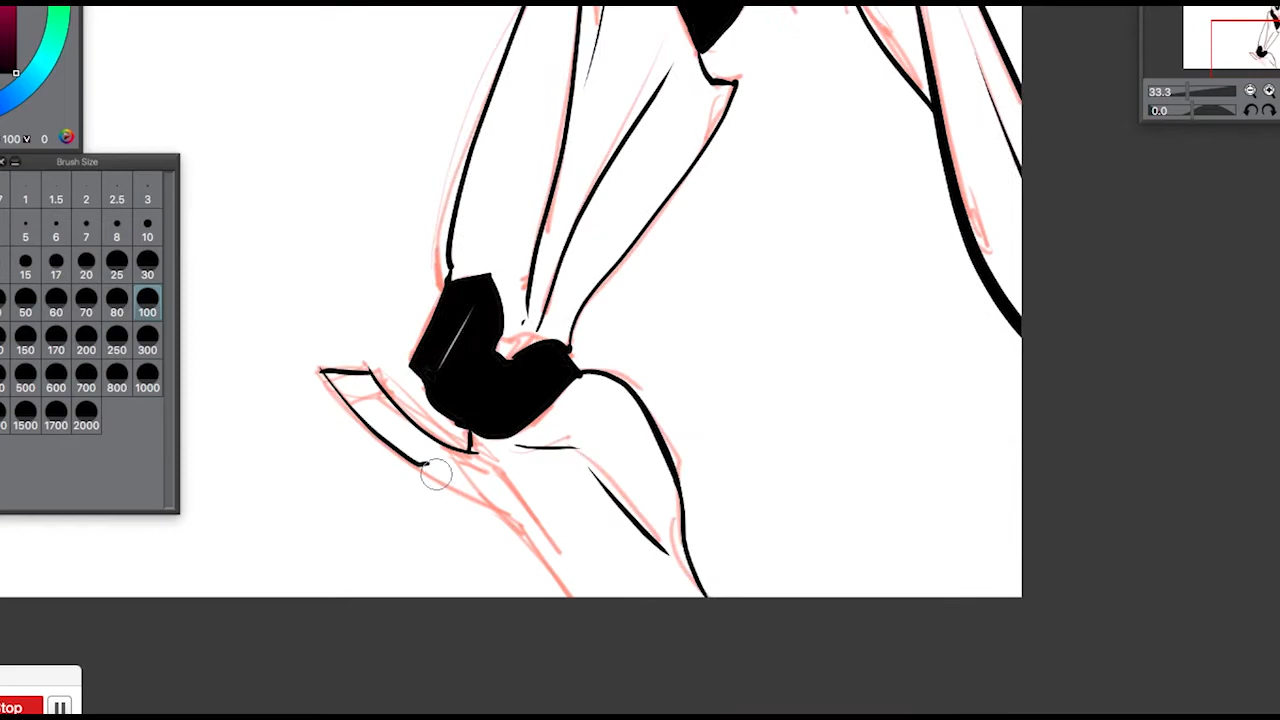 100 V 0
Brush Size
7 1 1.5 2 2.5 3
5 6 7 8 10
15 17 20 25 30
50 60 70 80 100
150 170 200 250 300
500 600 700 800 1000
1500 1700 2000
33.3
0.0
Stop